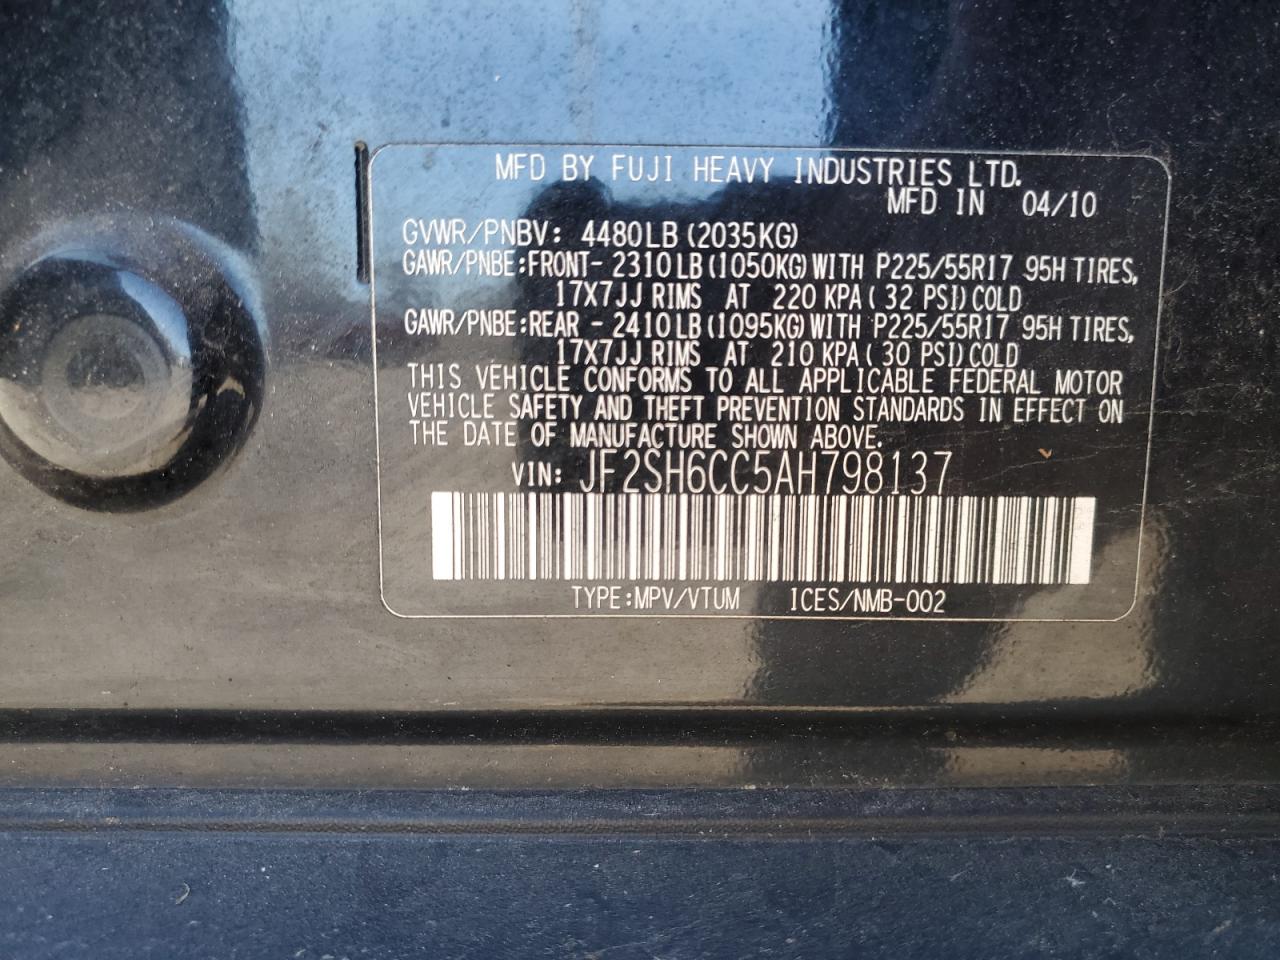 MFD BY FUJI HEAVY INDUSTRIES LTD.
MFD IN 04/10
GVWR/PNBV: 4480LB (2035KG)
GAWR/PNBE:FRONT- 2310LB(1050KG)WITH P225/55R17 95H TIRES,
17X7JJ RIMS AT 220 KPA( 32 PSI)COLD
GAWR/PNBE:REAR - 2410LB(1095KG)WITH P225/55R17 95H TIRES,
17X7JJ RIMS AT 210 KPA( 30 PSI)COLD
THIS VEHICLE CONFORMS TO ALL APPLICABLE FEDERAL MOTOR
VEHICLE SAFETY AND THEFT PREVENTION STANDARDS IN EFFECT ON
THE DATE OF MANUFACTURE SHOWN ABOVE.
VIN: JF2SH6CC5AH798137
TYPE:MPV/VTUM ICES/NMB-002